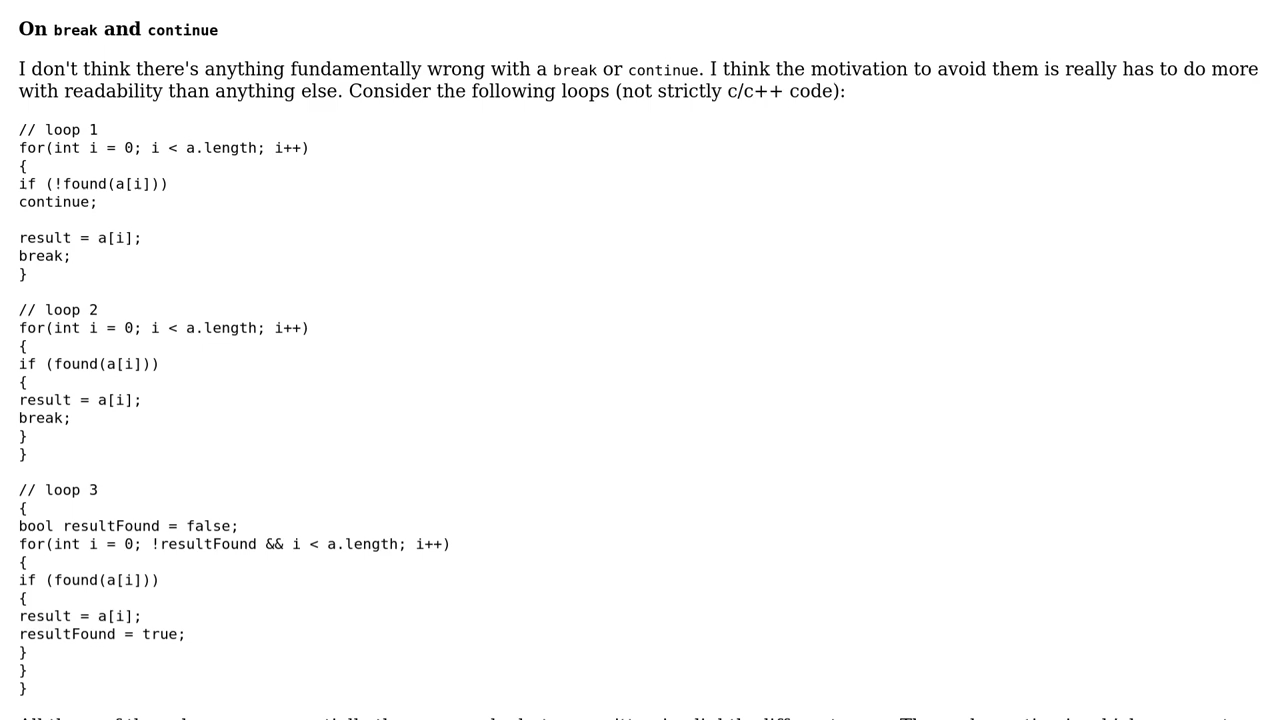 On break and continue
I don't think there's anything fundamentally wrong with a break or continue. I think the motivation to avoid them is really has to do more
with readability than anything else. Consider the following loops (not strictly c/c++ code):
// loop 1
for(int i = 0; i < a.length; i++)
{
if (!found(a[i]))
continue;
result = a[i];
break;
}
// loop 2
for(int i = 0; i < a.length; i++)
{
if (found(a[i]))
{
result = a[i];
break;
}
}
// loop 3
{
bool resultFound = false;
for(int i = 0; !resultFound && i < a.length; i++)
{
if (found(a[i]))
{
result = a[i];
resultFound = true;
}
}
}